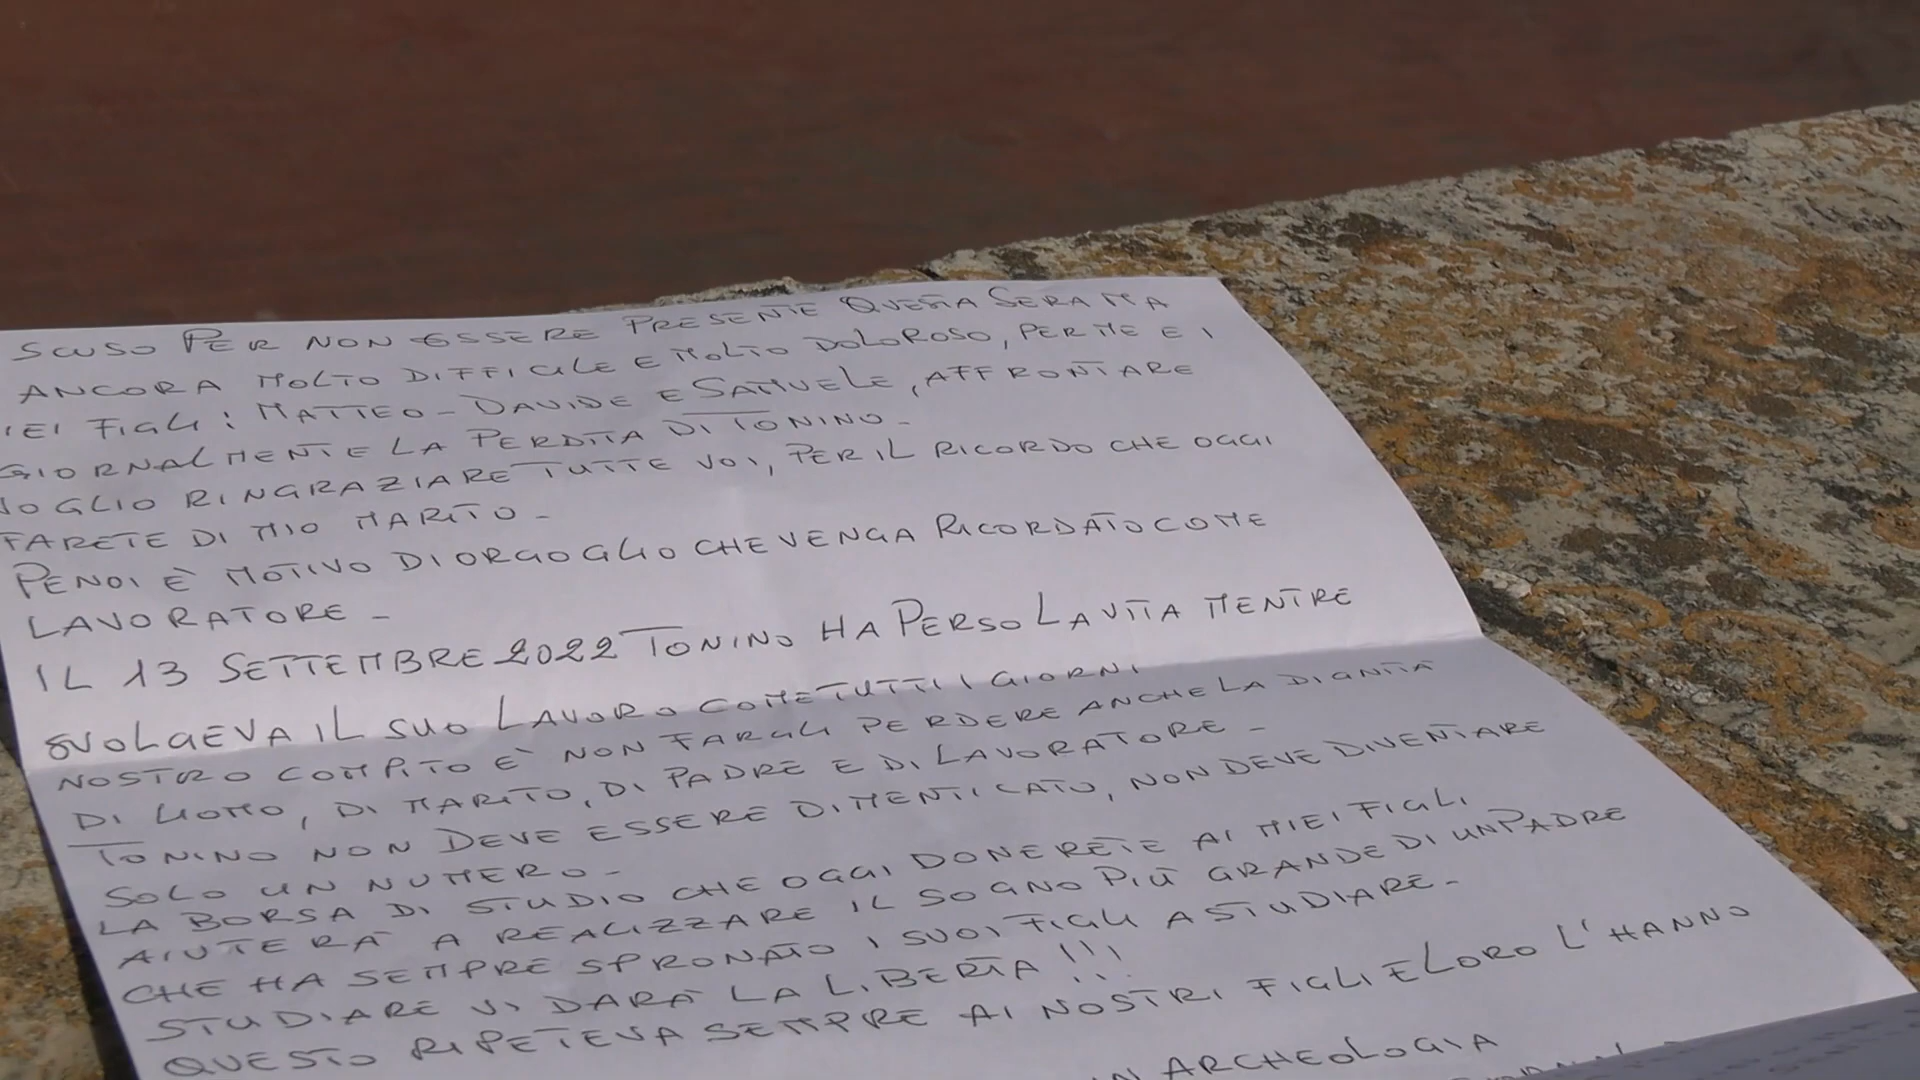 SCUSO PER NON ESSERE PRESENTE QUESTA SERA MA
ANCORA MOLTO DIFFICILE E MOLTO DOLOROSO, PER ME E I
IEI FIGLI: MATTEO - DAVIDE E SAMUELE, AFFRONTARE
GIORNALMENTE LA PERDITA DI TONINO -
VOGLIO RINGRAZIARE TUTTE VOI, PER IL RICORDO CHE OGGI
FARETE DI MIO MARITO -
PER NOI È MOTIVO DI ORGOGLIO CHE VENGA RICORDATO COME
LAVORATORE -
IL 13 SETTEMBRE 2022 TONINO HA PERSO LA VITA MENTRE
SVOLGEVA IL SUO LAVORO COME TUTTI I GIORNI
NOSTRO COMPITO È NON FARGLI PERDERE ANCHE LA DIGNITÀ
DI UOMO, DI MARITO, DI PADRE E DI LAVORATORE -
TONINO NON DEVE ESSERE DIMENTICATO, NON DEVE DIVENTARE
SOLO UN NUMERO -
LA BORSA DI STUDIO CHE OGGI DONERETE AI MIEI FIGLI
AIUTERÀ A REALIZZARE IL SOGNO PIÙ GRANDE DI UN PADRE
CHE HA SEMPRE SPRONATO I SUOI FIGLI A STUDIARE -
STUDIARE VI DARÀ LA LIBERTÀ !!!
QUESTO RIPETEVA SEMPRE AI NOSTRI FIGLI E LORO L'HANNO
IN ARCHEOLOGIA